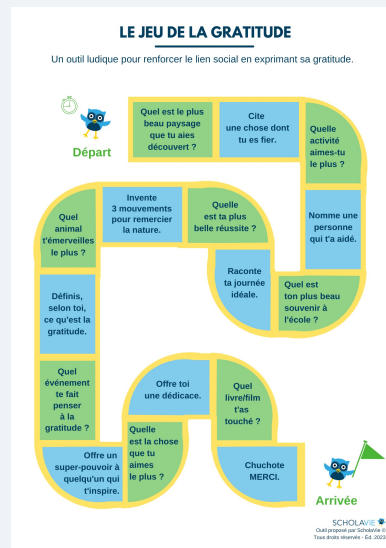 LE JEU DE LA GRATITUDE
Un outil ludique pour renforcer le lien social en exprimant sa gratitude.
Départ
Quel est le plus
beau paysage
que tu aies
découvert ?
Cite
une chose dont
tu es fier.
Quelle
activité
aimes-tu
le plus ?
Nomme une
personne
qui t'a aidé.
Quel est
ton plus beau
souvenir à
l'école ?
Raconte
ta journée
idéale.
Quelle
est ta plus
belle réussite ?
Invente
3 mouvements
pour remercier
la nature.
Quel
animal
t'émerveilles
le plus ?
Définis,
selon toi,
ce qu'est la
gratitude.
Quel
événement
te fait
penser
à la
gratitude ?
Offre un
super-pouvoir à
quelqu'un qui
t'inspire.
Quelle
est la chose
que tu
aimes
le plus ?
Offre toi
une dédicace.
Quel
livre/film
t'as
touché ?
Chuchote
MERCI.
Arrivée
SCHOLAVIE
Outil proposé par ScholaVie ©
Tous droits réservés - Éd. 2023